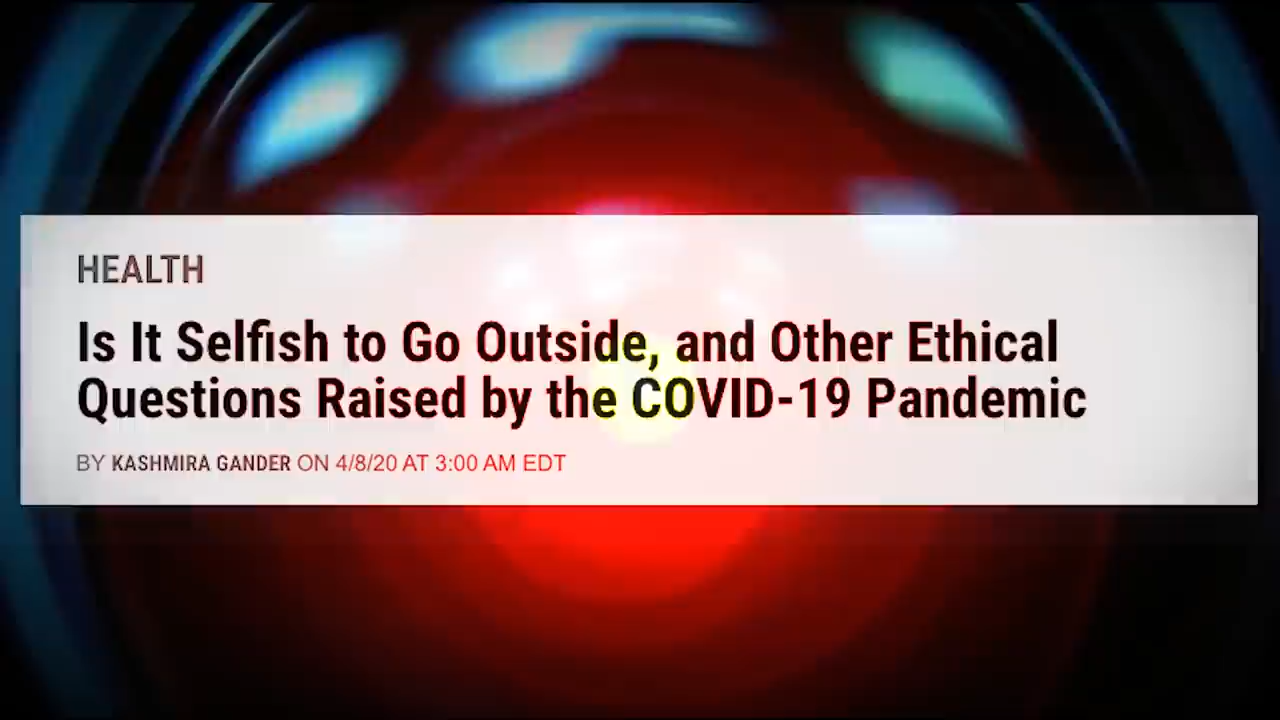 HEALTH
Is It Selfish to Go Outside, and Other Ethical
Questions Raised by the COVID-19 Pandemic
BY KASHMIRA GANDER ON 4/8/20 AT 3:00 AM EDT